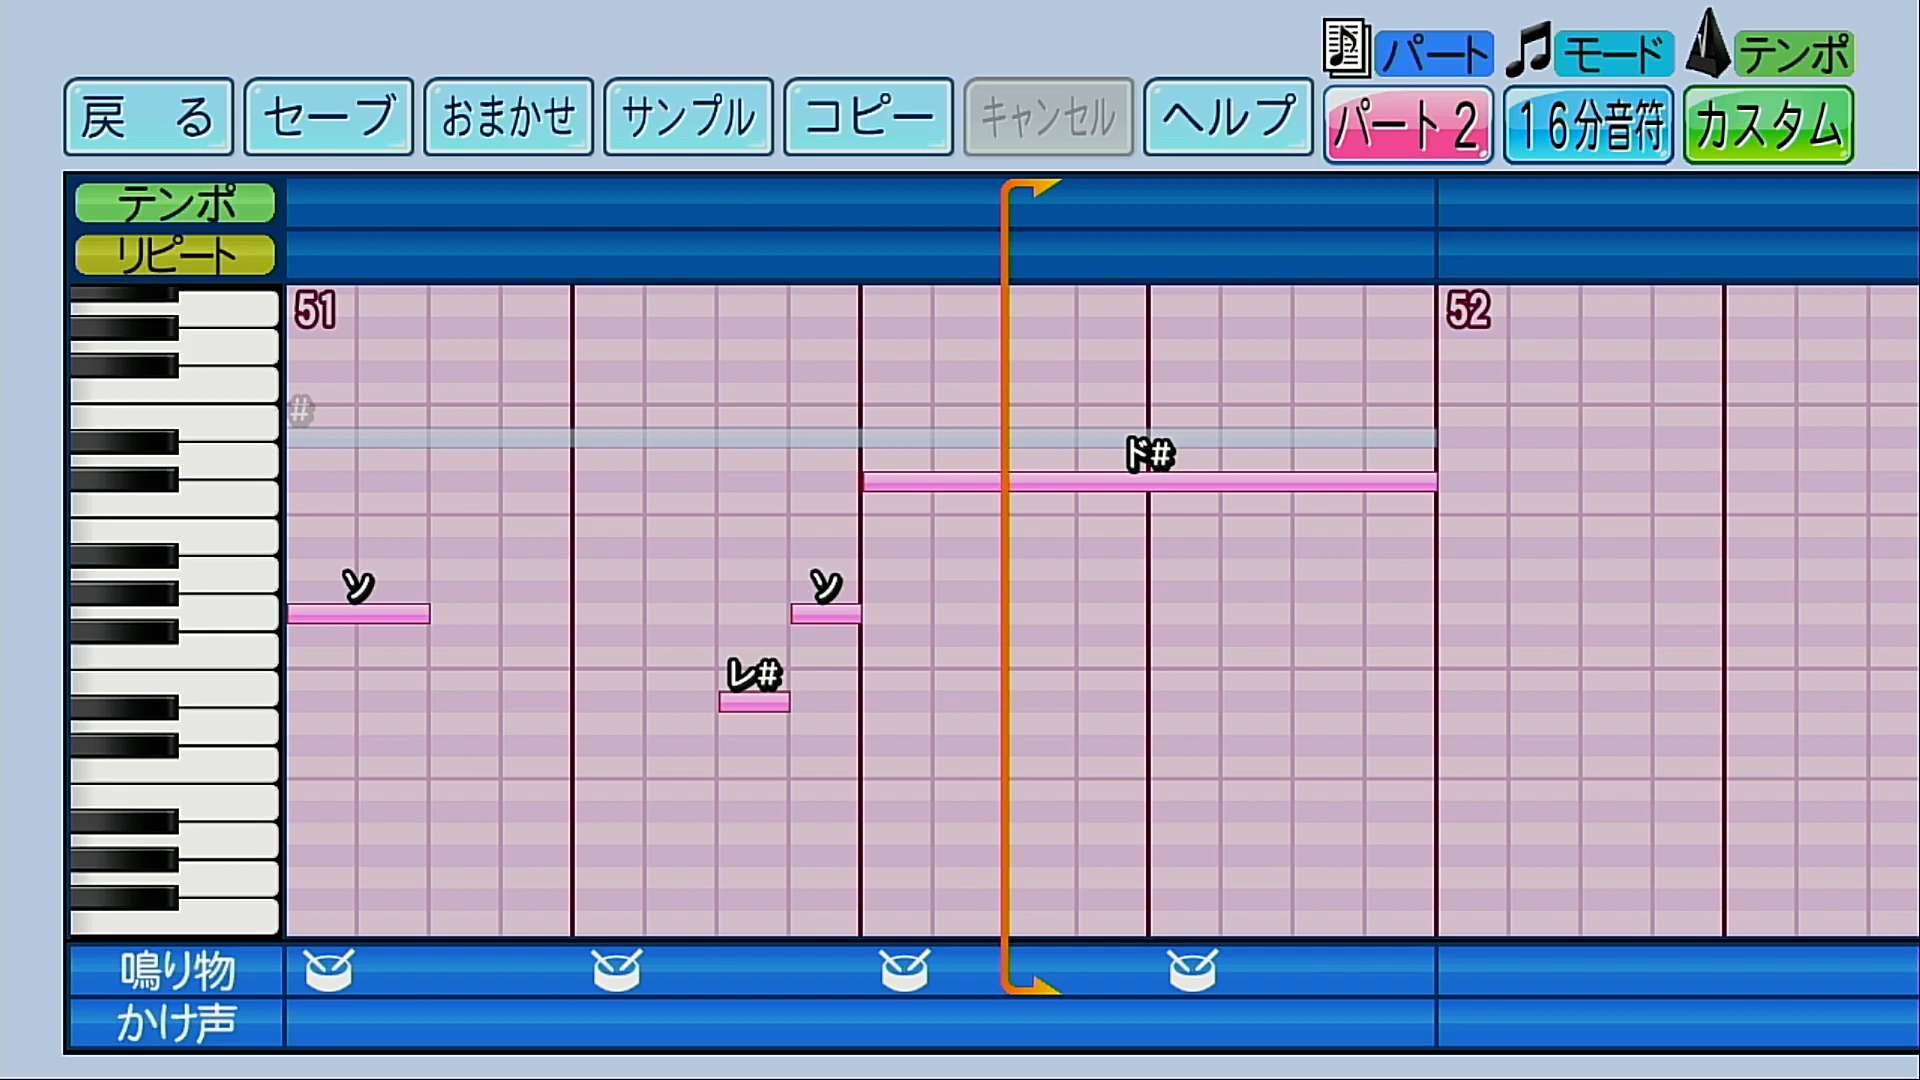 パート モード テンポ
戻 る セーブ おまかせ サンプル コピー キャンセル ヘルプ パート2 16分音符 カスタム
テンポ
リピート
51 52
#
ド#
ソ ソ
レ#
鳴り物
かけ声